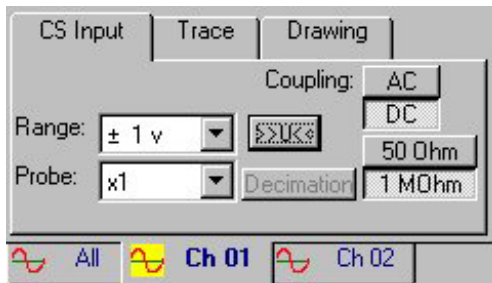 CS Input Trace Drawing
Coupling: AC
DC
Range: ± 1 v
50 Ohm
Probe: x1 Decimation 1 MOhm
All Ch 01 Ch 02